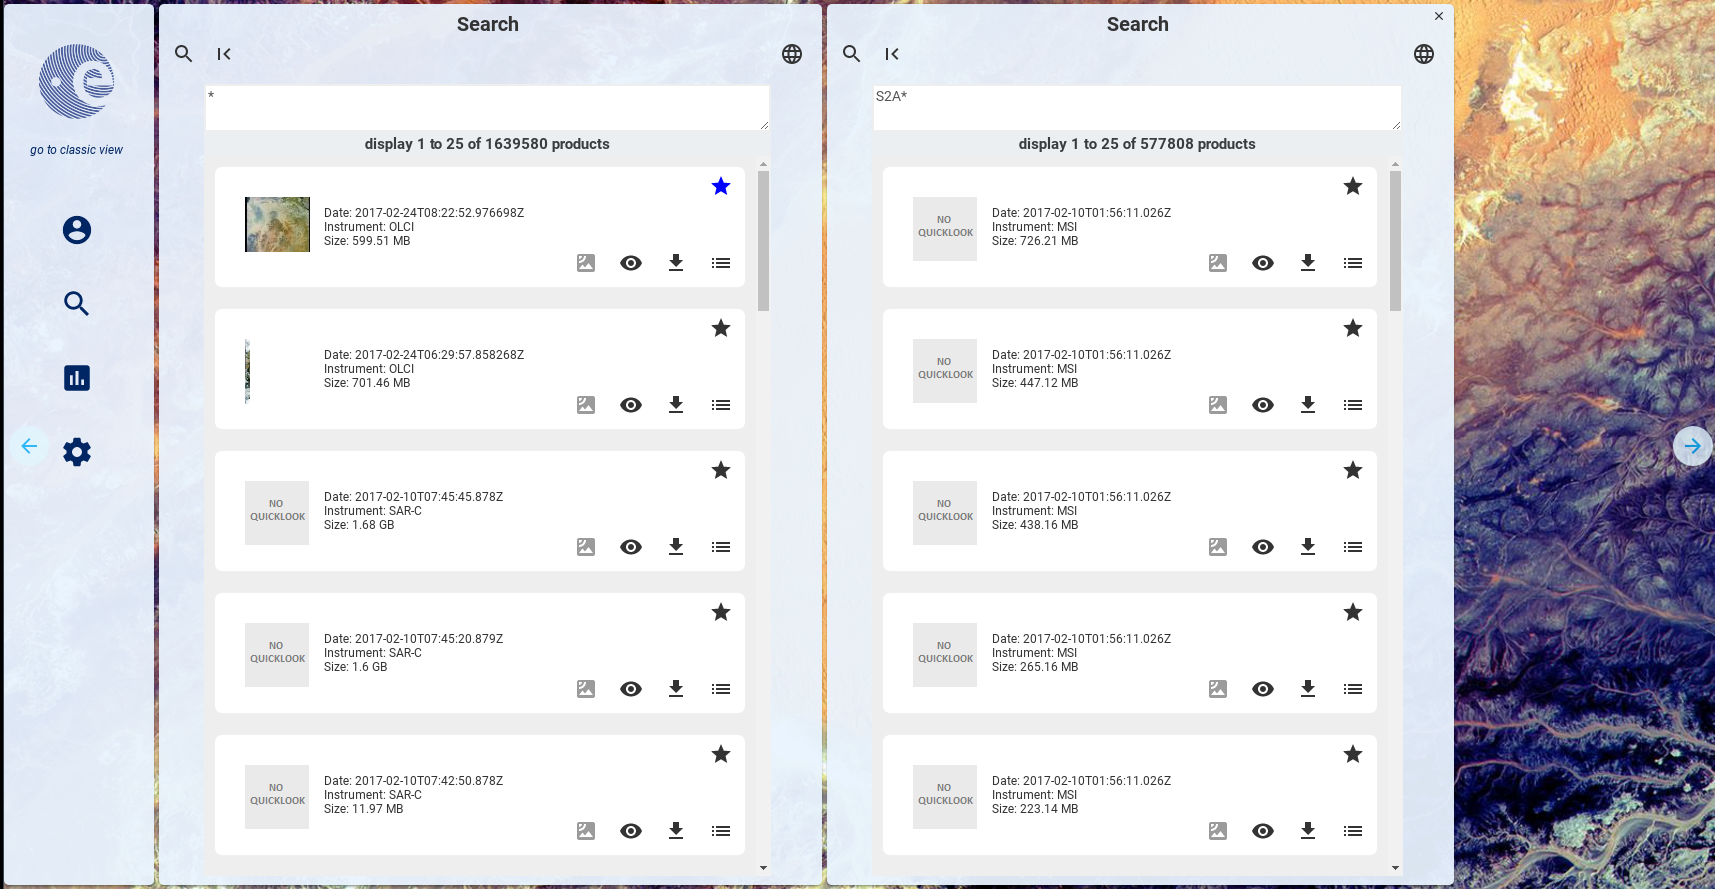 go to classic view
Search
*
display 1 to 25 of 1639580 products
Date: 2017-02-24T08:22:52.976698Z
Instrument: OLCI
Size: 599.51 MB
Date: 2017-02-24T06:29:57.858268Z
Instrument: OLCI
Size: 701.46 MB
NO
QUICKLOOK
Date: 2017-02-10T07:45:45.878Z
Instrument: SAR-C
Size: 1.68 GB
NO
QUICKLOOK
Date: 2017-02-10T07:45:20.879Z
Instrument: SAR-C
Size: 1.6 GB
NO
QUICKLOOK
Date: 2017-02-10T07:42:50.878Z
Instrument: SAR-C
Size: 11.97 MB
Search
S2A*
display 1 to 25 of 577808 products
NO
QUICKLOOK
Date: 2017-02-10T01:56:11.026Z
Instrument: MSI
Size: 726.21 MB
NO
QUICKLOOK
Date: 2017-02-10T01:56:11.026Z
Instrument: MSI
Size: 447.12 MB
NO
QUICKLOOK
Date: 2017-02-10T01:56:11.026Z
Instrument: MSI
Size: 438.16 MB
NO
QUICKLOOK
Date: 2017-02-10T01:56:11.026Z
Instrument: MSI
Size: 265.16 MB
NO
QUICKLOOK
Date: 2017-02-10T01:56:11.026Z
Instrument: MSI
Size: 223.14 MB